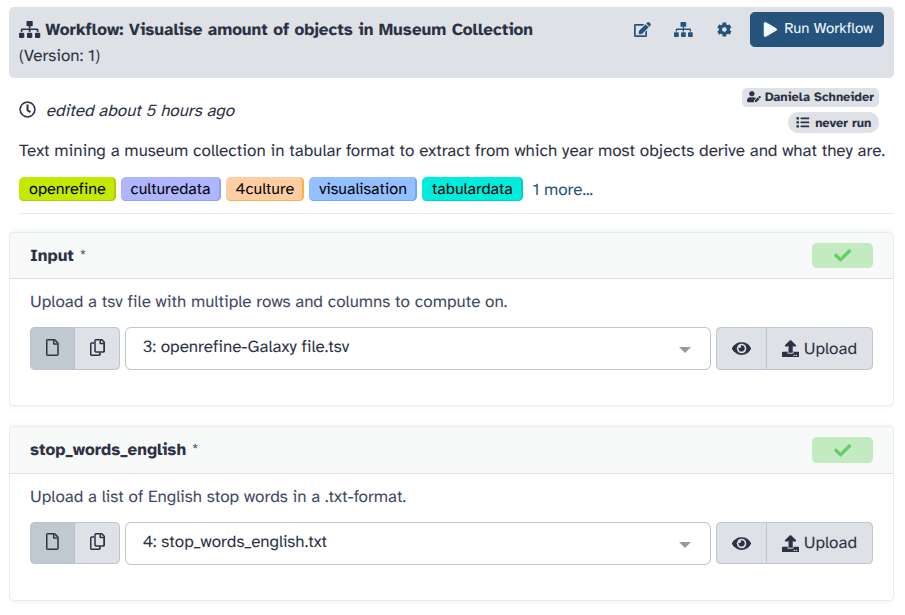 Workflow: Visualise amount of objects in Museum Collection
(Version: 1)
Run Workflow
edited about 5 hours ago
Daniela Schneider
never run
Text mining a museum collection in tabular format to extract from which year most objects derive and what they are.
openrefine culturedata 4culture visualisation tabulardata 1 more...
Input *
Upload a tsv file with multiple rows and columns to compute on.
3: openrefine-Galaxy file.tsv
Upload
stop_words_english *
Upload a list of English stop words in a .txt-format.
4: stop_words_english.txt
Upload